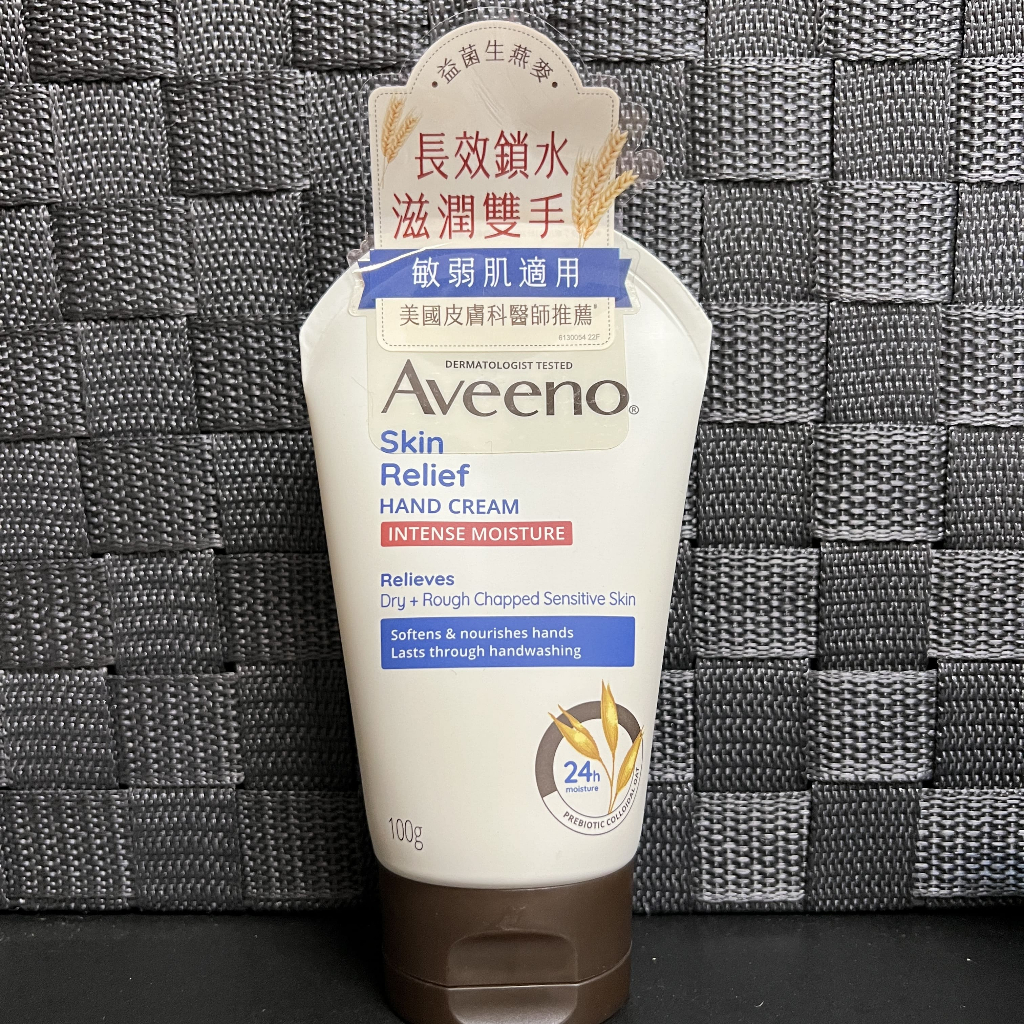 ·益菌生燕麥·
長效鎖水
滋潤雙手
敏弱肌適用
美國皮膚科醫師推薦#
6130054 22F
DERMATOLOGIST TESTED
Aveeno®
Skin
Relief
HAND CREAM
INTENSE MOISTURE
Relieves
Dry + Rough Chapped Sensitive Skin
Softens & nourishes hands
Lasts through handwashing
24h
moisture
PREBIOTIC COLLOIDAL OAT
100g